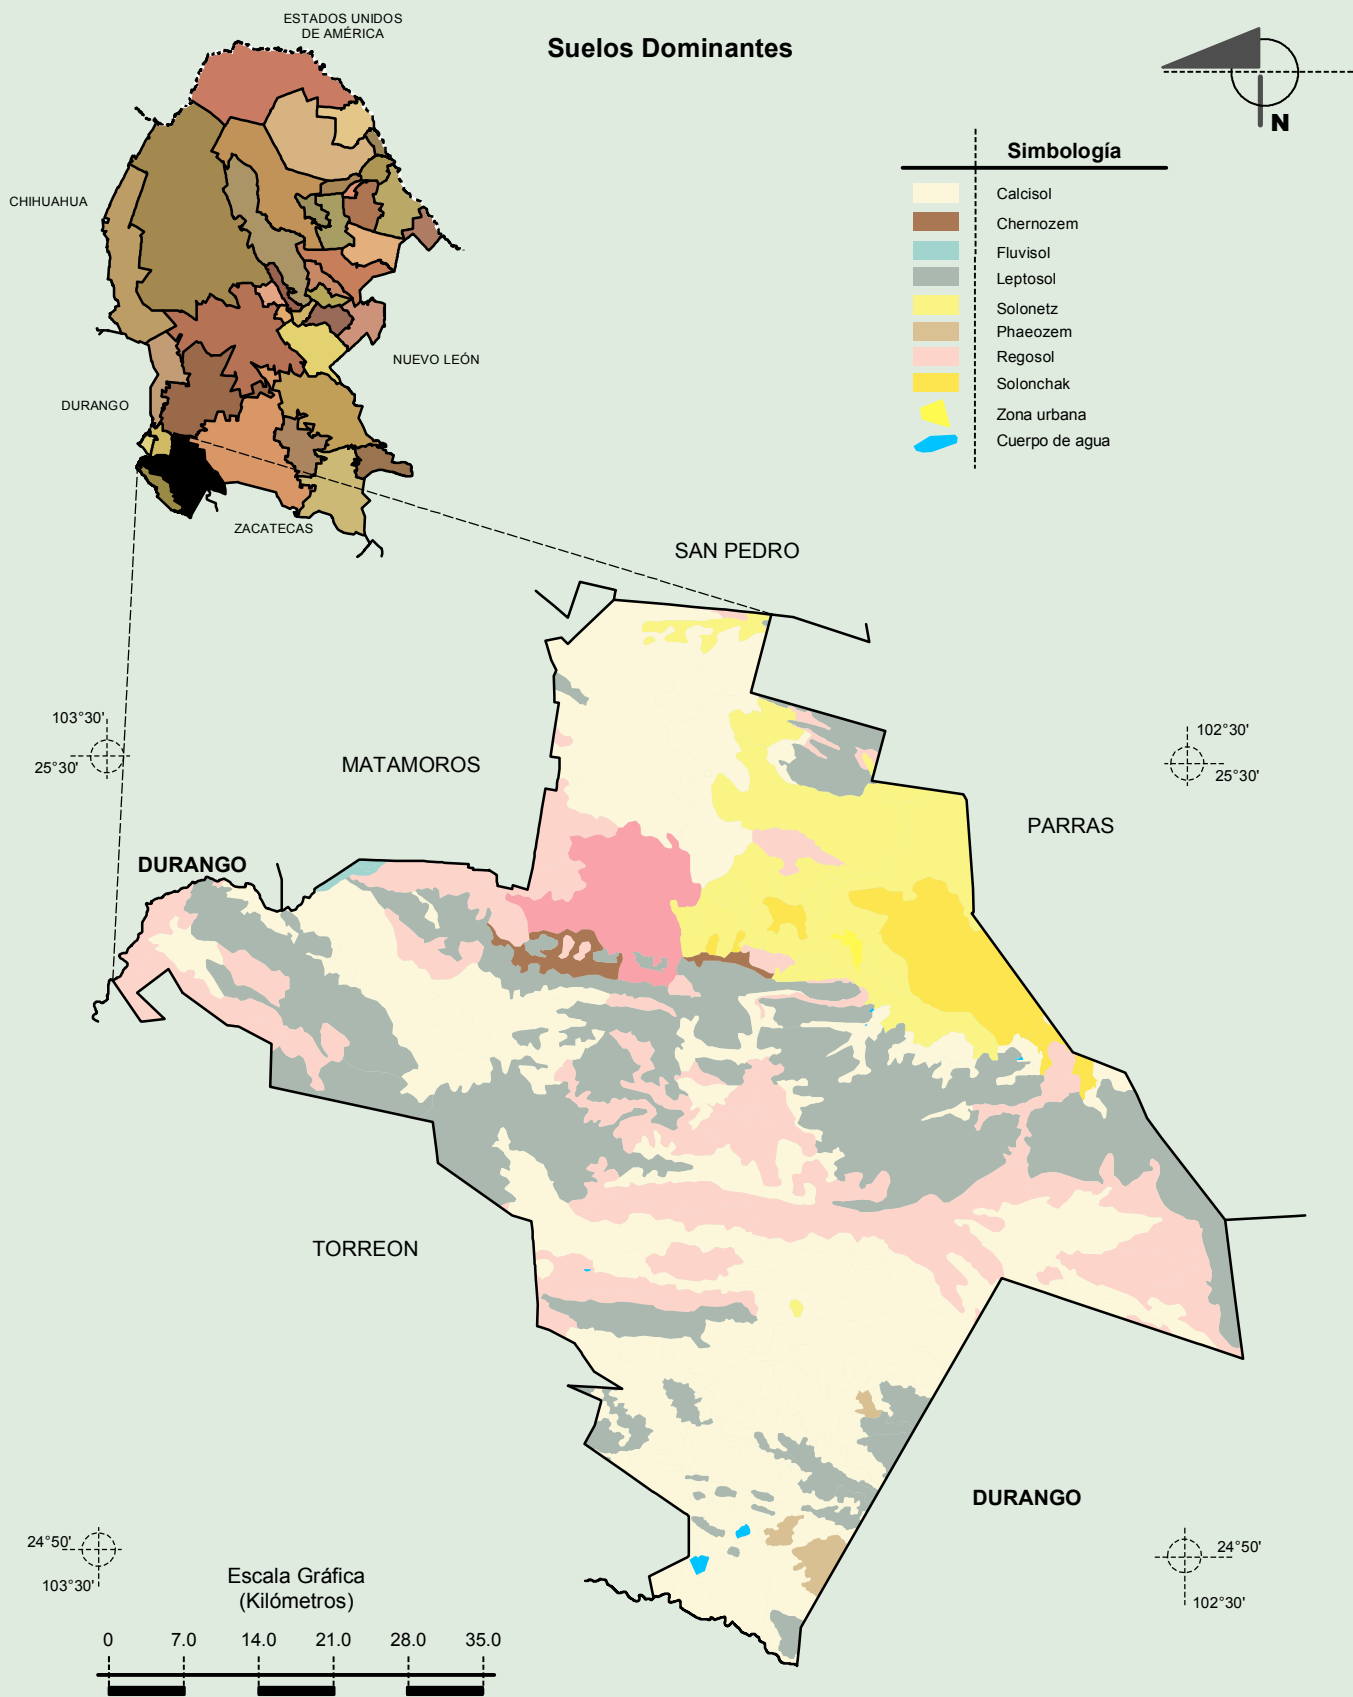 ESTADOS UNIDOS
DE AMÉRICA
Suelos Dominantes
N
Simbología
Calcisol
Chernozem
Fluvisol
Leptosol
Solonetz
Phaeozem
Regosol
Solonchak
Zona urbana
Cuerpo de agua
CHIHUAHUA
NUEVO LEÓN
DURANGO
ZACATECAS
SAN PEDRO
103°30'
25°30'
MATAMOROS
102°30'
25°30'
PARRAS
DURANGO
TORREON
DURANGO
24°50'
103°30'
24°50'
102°30'
Escala Gráfica
(Kilómetros)
0 7.0 14.0 21.0 28.0 35.0